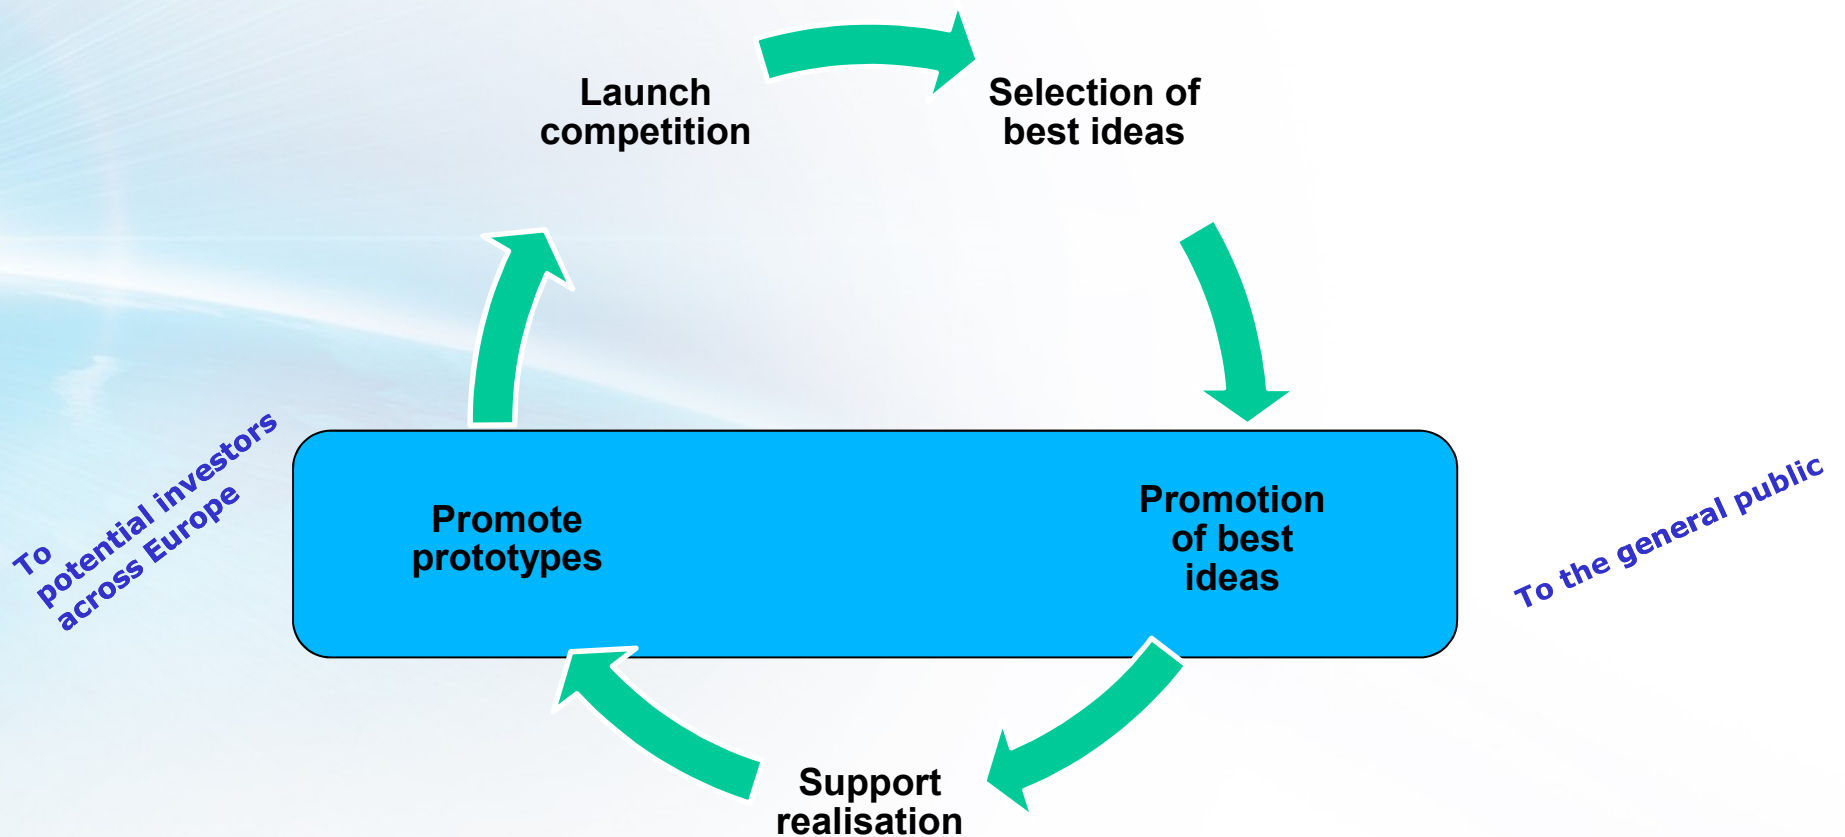 Launch
competition
Selection of
best ideas
Promotion
of best
ideas
To the general public
Support
realisation
Promote
prototypes
To
potential investors
across Europe